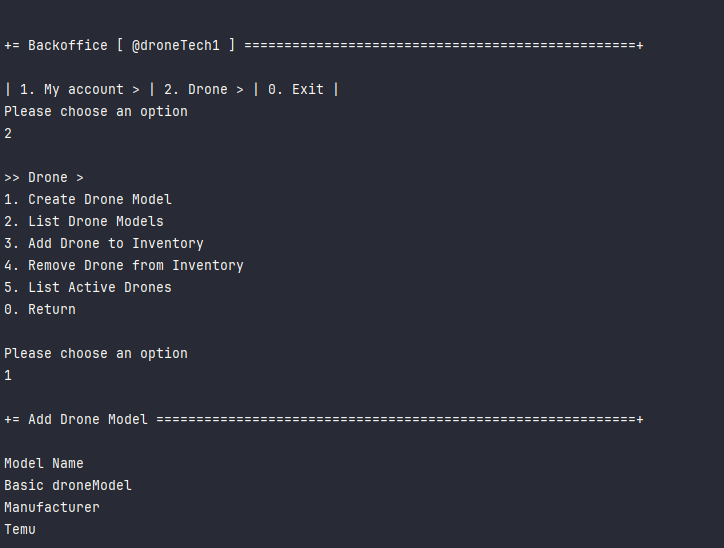 += Backoffice [ @droneTech1 ] =================================================+
| 1. My account > | 2. Drone > | 0. Exit |
Please choose an option
2
>> Drone >
1. Create Drone Model
2. List Drone Models
3. Add Drone to Inventory
4. Remove Drone from Inventory
5. List Active Drones
0. Return
Please choose an option
1
+= Add Drone Model ============================================================+
Model Name
Basic droneModel
Manufacturer
Temu